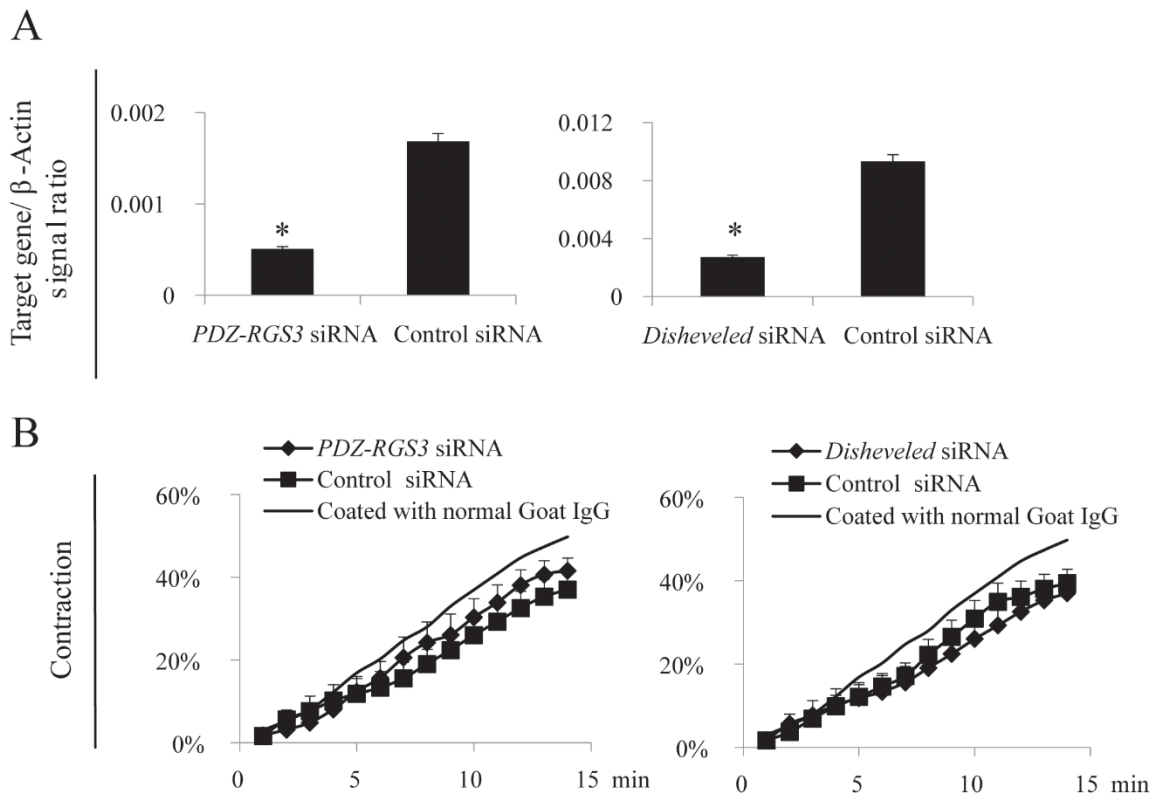 A
Target gene/ β-Actin
signal ratio
0.002
0.001
0
*
PDZ-RGS3 siRNA
Control siRNA
0.012
0.008
0.004
0
*
Disheveled siRNA
Control siRNA
B
Contraction
PDZ-RGS3 siRNA
Control siRNA
Coated with normal Goat IgG
60%
40%
20%
0%
0 5 10 15 min
Disheveled siRNA
Control siRNA
Coated with normal Goat IgG
60%
40%
20%
0%
0 5 10 15 min